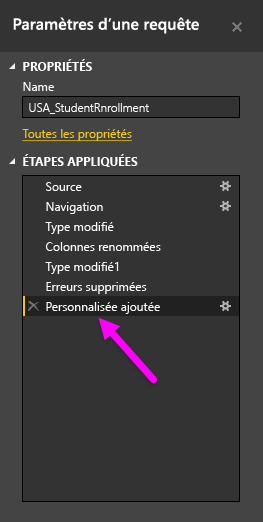 Paramètres d'une requête
PROPRIÉTÉS
Name
USA_StudentRnrollment
Toutes les propriétés
ÉTAPES APPLIQUÉES
Source
Navigation
Type modifié
Colonnes renommées
Type modifié1
Erreurs supprimées
Personnalisée ajoutée